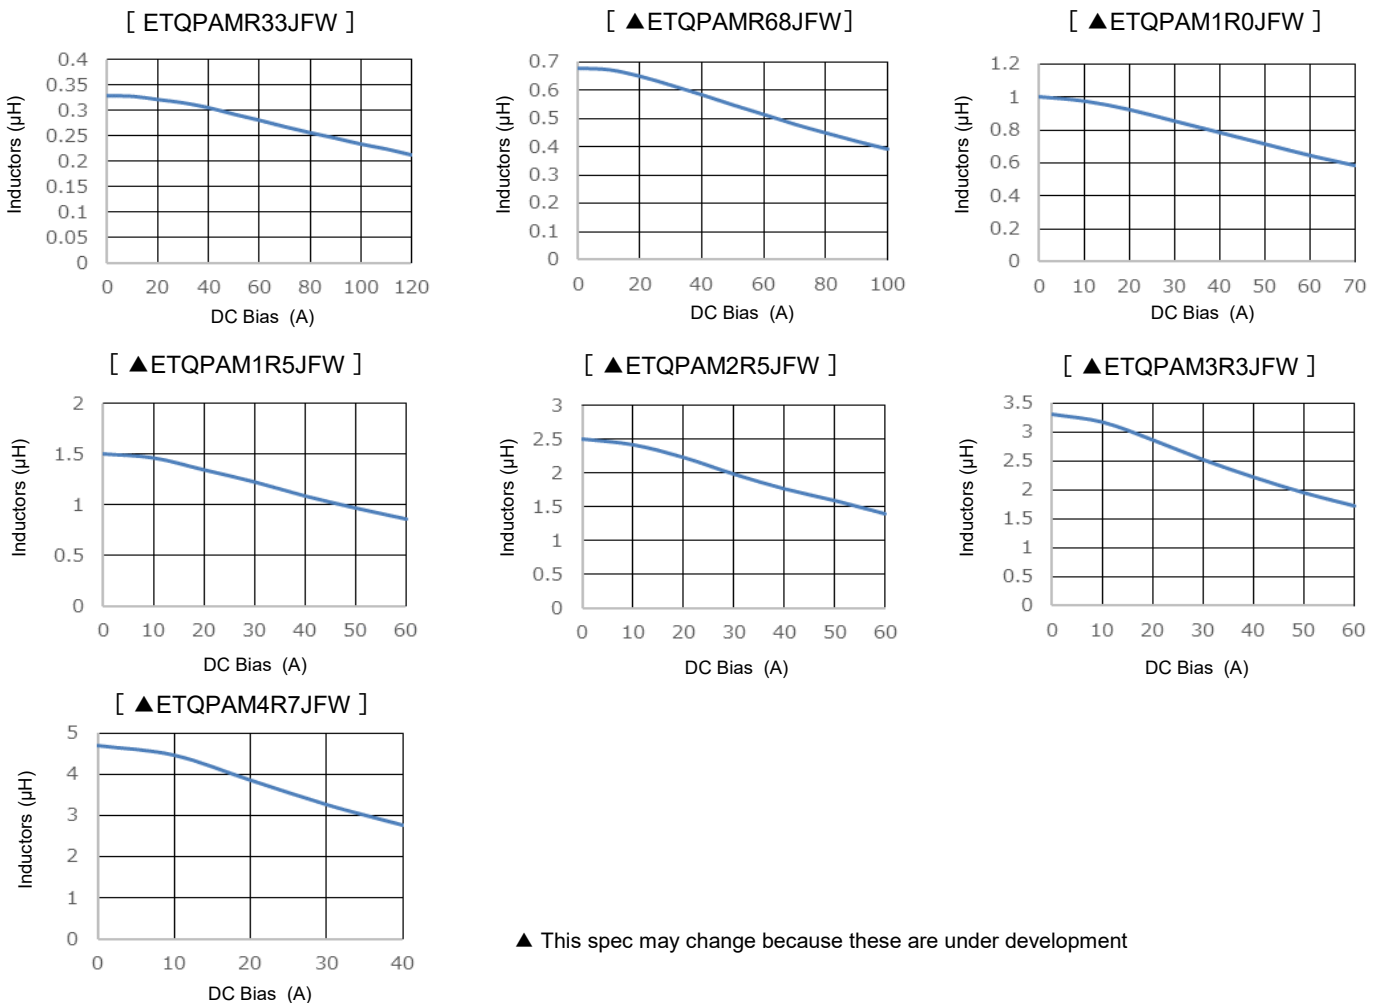 [ ETQPAMR33JFW ]
0.4
0.35
0.3
0.25
0.2
0.15
0.1
0.05
0
Inductors (μH)
0 20 40 60 80 100 120
DC Bias (A)
[ ▲ETQPAMR68JFW]
0.7
0.6
0.5
0.4
0.3
0.2
0.1
0
Inductors (μH)
0 20 40 60 80 100
DC Bias (A)
[ ▲ETQPAM1R0JFW ]
1.2
1
0.8
0.6
0.4
0.2
0
Inductors (μH)
0 10 20 30 40 50 60 70
DC Bias (A)
[ ▲ETQPAM1R5JFW ]
2
1.5
1
0.5
0
Inductors (μH)
0 10 20 30 40 50 60
DC Bias (A)
[ ▲ETQPAM2R5JFW ]
3
2.5
2
1.5
1
0.5
0
Inductors (μH)
0 10 20 30 40 50 60
DC Bias (A)
[ ▲ETQPAM3R3JFW ]
3.5
3
2.5
2
1.5
1
0.5
0
Inductors (μH)
0 10 20 30 40 50 60
DC Bias (A)
[ ▲ETQPAM4R7JFW ]
5
4
3
2
1
0
Inductors (μH)
0 10 20 30 40
DC Bias (A)
▲ This spec may change because these are under development